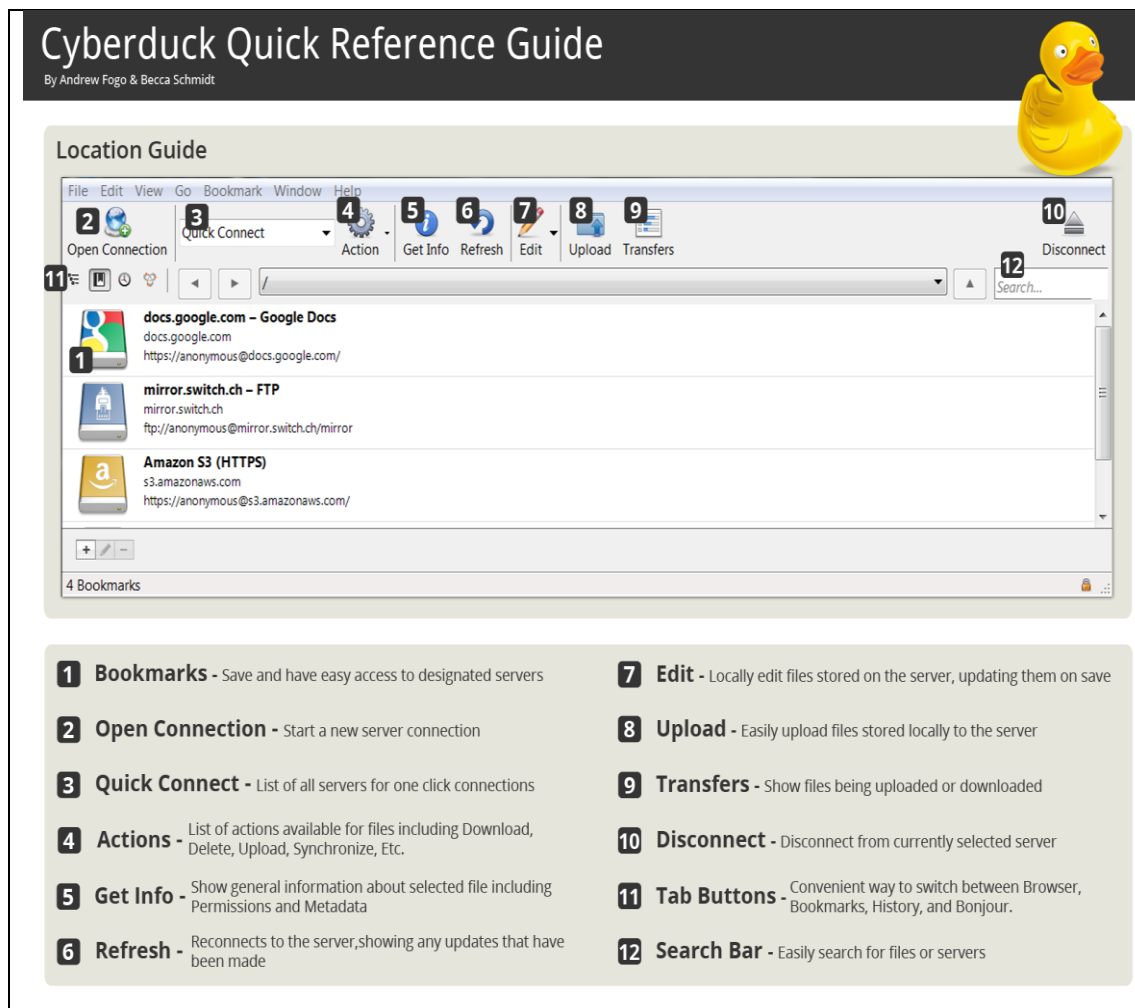 Cyberduck Quick Reference Guide
By Andrew Fogo & Becca Schmidt
Location Guide
File Edit View Go Bookmark Window Help
2 3 4 5 6 7 8 9 10
Quick Connect
Open Connection Action Get Info Refresh Edit Upload Transfers Disconnect
11 / 12 Search...
docs.google.com – Google Docs
docs.google.com
1 https://anonymous@docs.google.com/
mirror.switch.ch – FTP
mirror.switch.ch
ftp://anonymous@mirror.switch.ch/mirror
Amazon S3 (HTTPS)
s3.amazonaws.com
https://anonymous@s3.amazonaws.com/
4 Bookmarks
1 Bookmarks - Save and have easy access to designated servers
2 Open Connection - Start a new server connection
3 Quick Connect - List of all servers for one click connections
4 Actions - List of actions available for files including Download,
Delete, Upload, Synchronize, Etc.
5 Get Info - Show general information about selected file including
Permissions and Metadata
6 Refresh - Reconnects to the server,showing any updates that have
been made
7 Edit - Locally edit files stored on the server, updating them on save
8 Upload - Easily upload files stored locally to the server
9 Transfers - Show files being uploaded or downloaded
10 Disconnect - Disconnect from currently selected server
11 Tab Buttons - Convenient way to switch between Browser,
Bookmarks, History, and Bonjour.
12 Search Bar - Easily search for files or servers